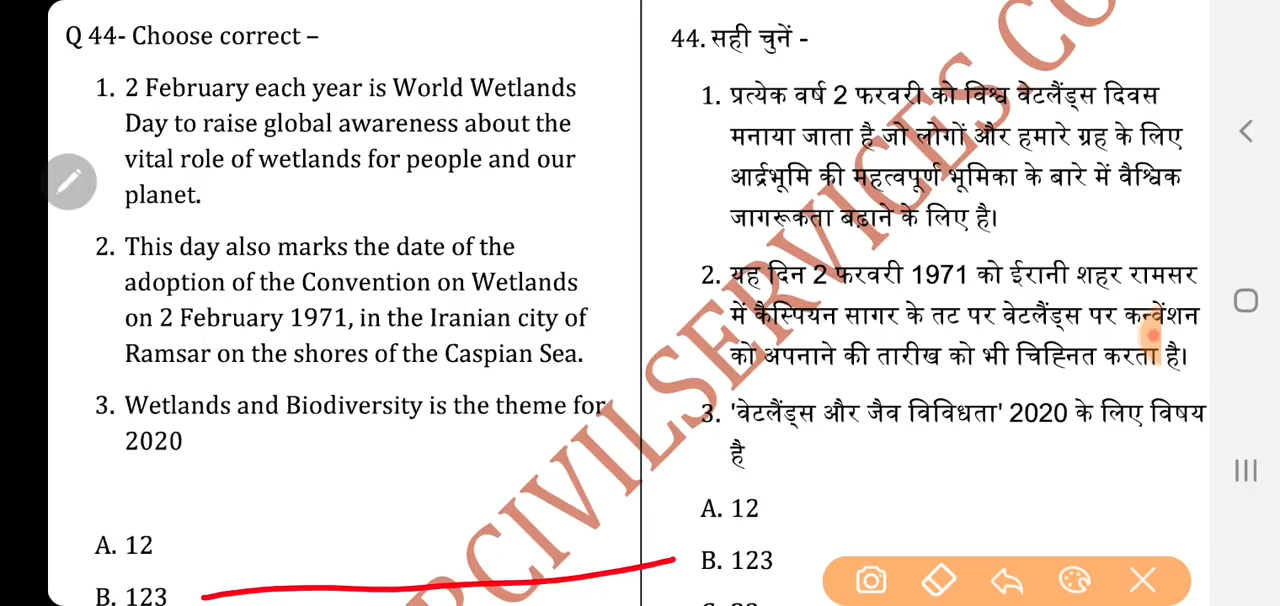 Q 44- Choose correct –
1. 2 February each year is World Wetlands
Day to raise global awareness about the
vital role of wetlands for people and our
planet.
2. This day also marks the date of the
adoption of the Convention on Wetlands
on 2 February 1971, in the Iranian city of
Ramsar on the shores of the Caspian Sea.
3. Wetlands and Biodiversity is the theme for
2020
A. 12
B. 123
44. सही चुनें -
1. प्रत्येक वर्ष 2 फरवरी को विश्व वेटलैंड्स दिवस
मनाया जाता है जो लोगों और हमारे ग्रह के लिए
आर्द्रभूमि की महत्वपूर्ण भूमिका के बारे में वैश्विक
जागरूकता बढ़ाने के लिए है।
2. यह दिन 2 फरवरी 1971 को ईरानी शहर रामसर
में कैस्पियन सागर के तट पर वेटलैंड्स पर कन्वेंशन
को अपनाने की तारीख को भी चिह्नित करता है।
3. 'वेटलैंड्स और जैव विविधता' 2020 के लिए विषय
है
A. 12
B. 123
RCIVILSERVICES.CO